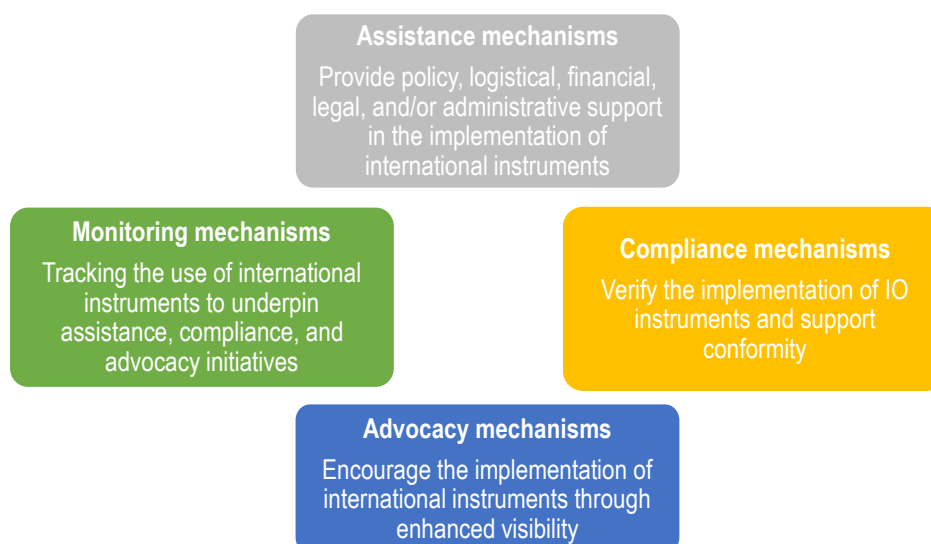 Assistance mechanisms
Provide policy, logistical, financial,
legal, and/or administrative support
in the implementation of
international instruments
Monitoring mechanisms
Tracking the use of international
instruments to underpin
assistance, compliance, and
advocacy initiatives
Compliance mechanisms
Verify the implementation of IO
instruments and support
conformity
Advocacy mechanisms
Encourage the implementation of
international instruments through
enhanced visibility